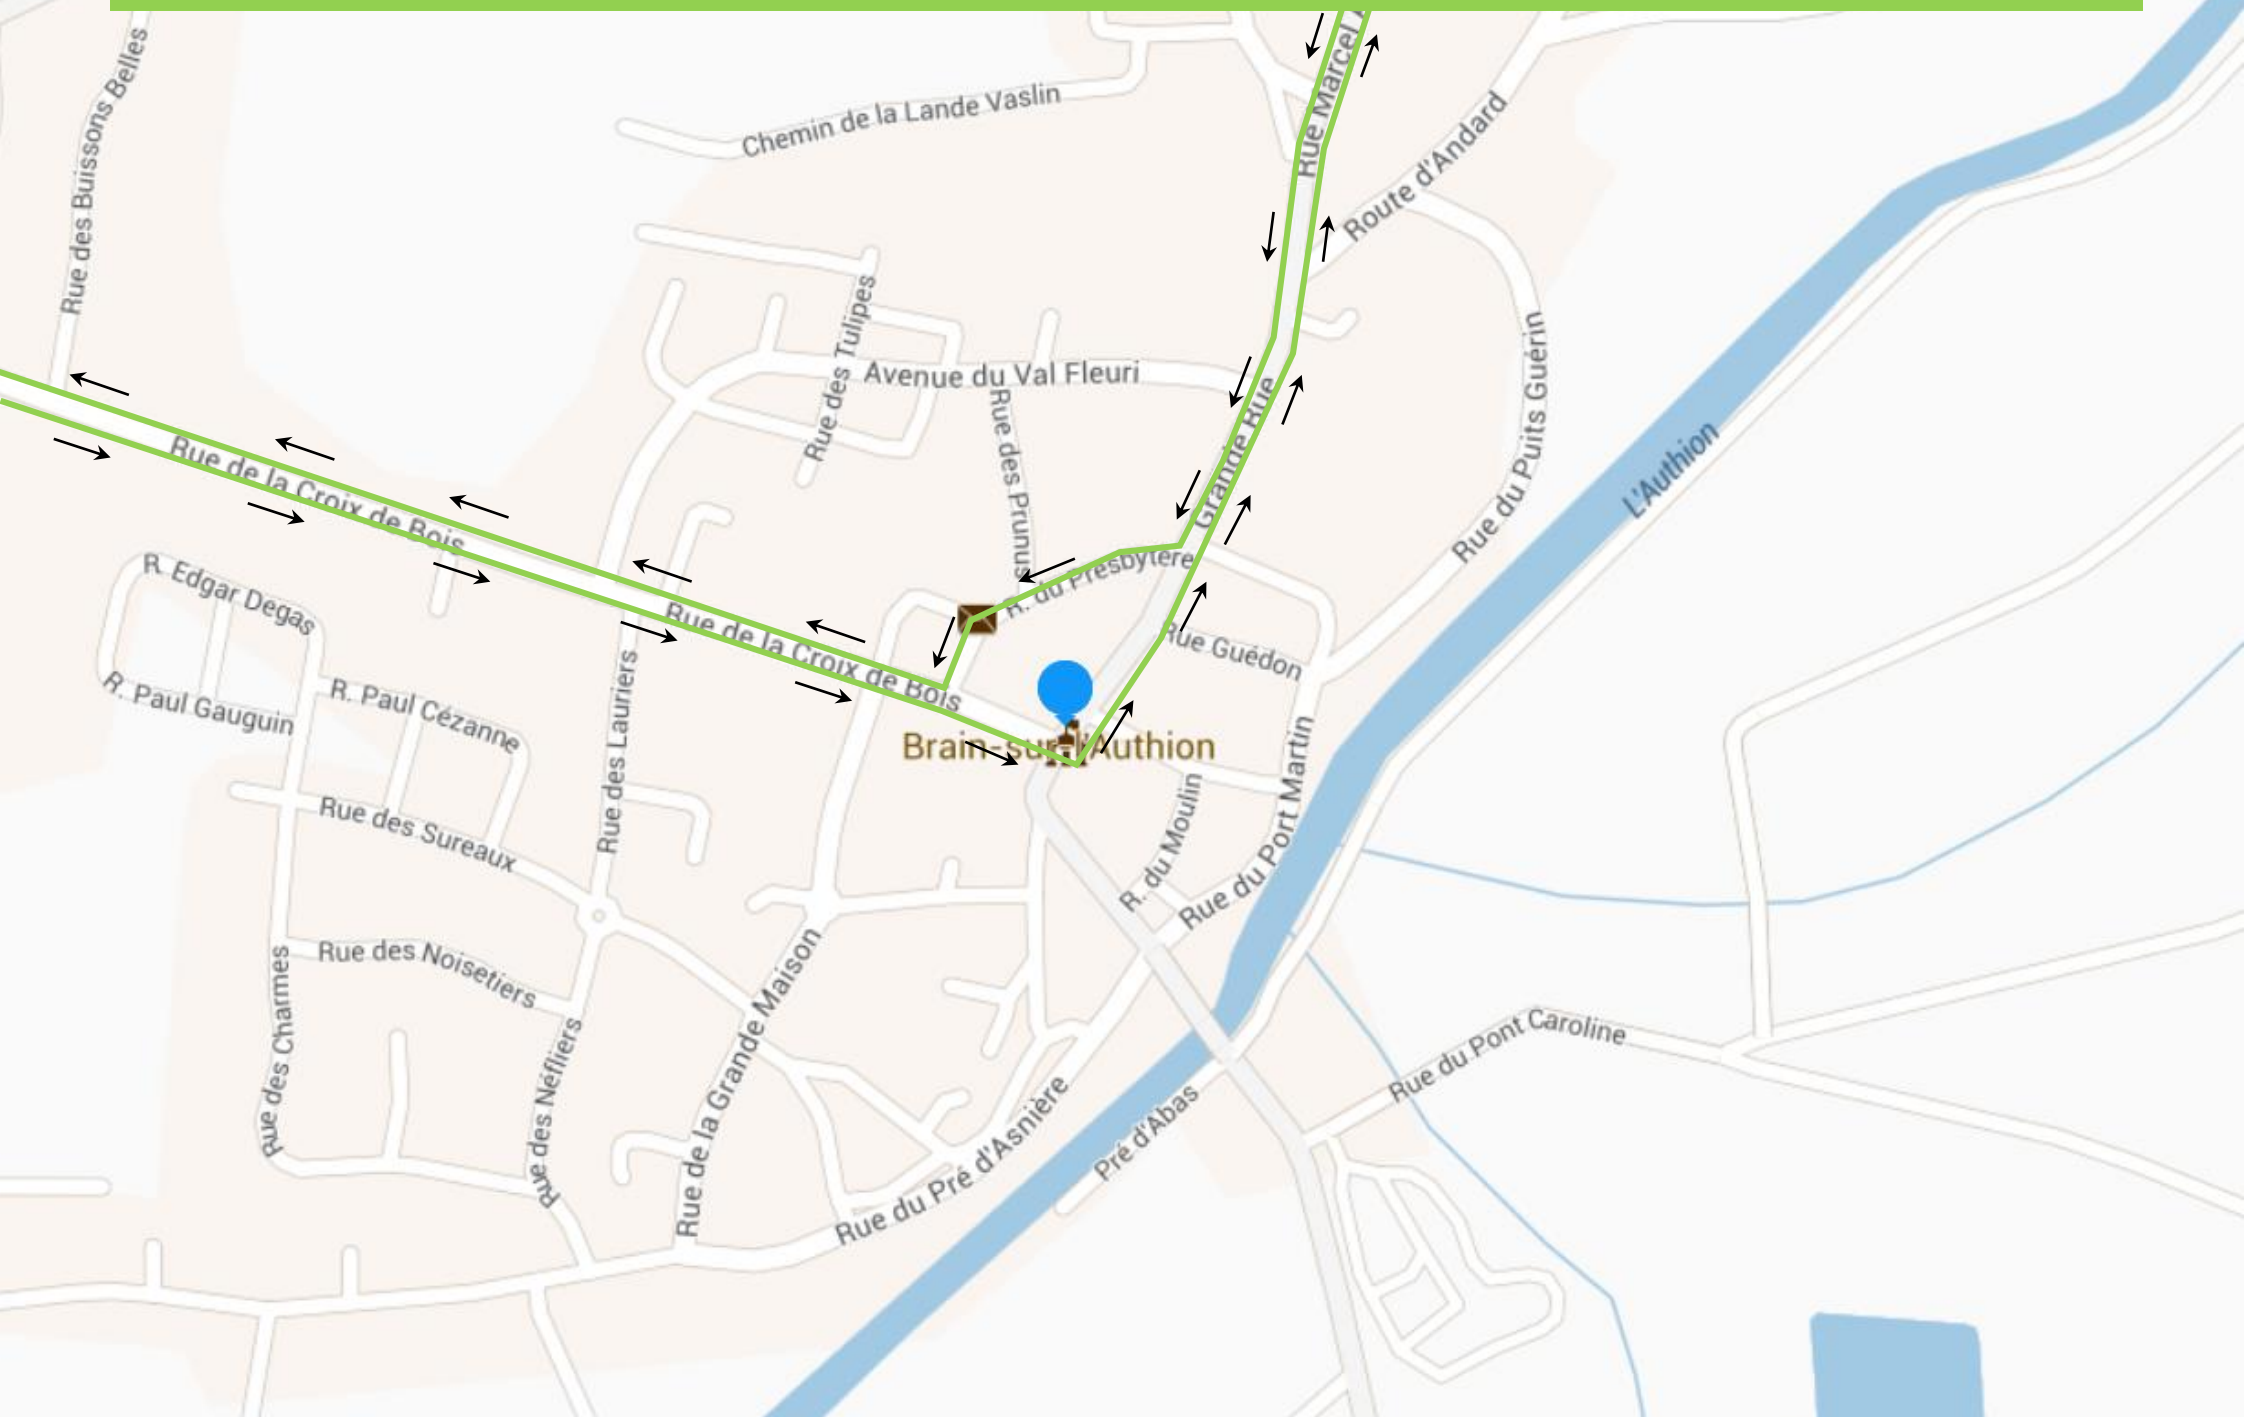 Rue des Buissons Belles
Chemin de la Lande Vaslin
Rue Marcel
Route d'Andard
Rue des Tulipes
Avenue du Val Fleuri
Rue des Prunus
Grande Rue
Rue du Puits Guérin
L'Authion
Rue de la Croix de Bois
R. Edgar Degas
R. du Presbytère
Rue de la Croix de Bois
Rue Guédon
R. Paul Gauguin
R. Paul Cézanne
Rue des Lauriers
Brain-sur-l'Authion
Rue du Port Martin
R. du Moulin
Rue des Sureaux
Rue des Noisetiers
Rue des Charmes
Rue des Néfliers
Rue de la Grande Maison
Rue du Pré d'Asnière
Pré d'Abas
Rue du Pont Caroline